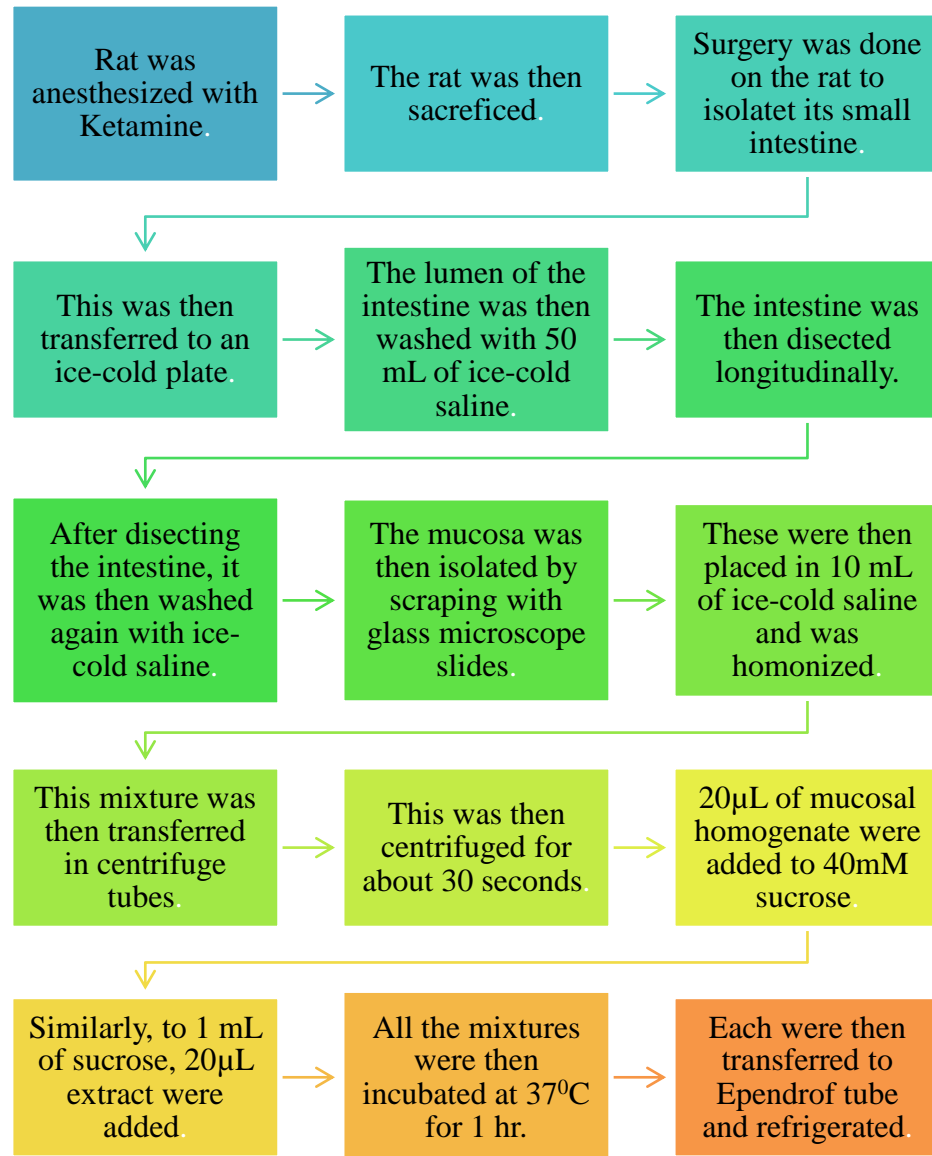 Rat was
anesthesized with
Ketamine.
The rat was then
sacreficed.
Surgery was done
on the rat to
isolatet its small
intestine.
This was then
transferred to an
ice-cold plate.
The lumen of the
intestine was then
washed with 50
mL of ice-cold
saline.
The intestine was
then disected
longitudinally.
After disecting
the intestine, it
was then washed
again with ice-
cold saline.
The mucosa was
then isolated by
scraping with
glass microscope
slides.
These were then
placed in 10 mL
of ice-cold saline
and was
homonized.
This mixture was
then transferred
in centrifuge
tubes.
This was then
centrifuged for
about 30 seconds.
20µL of mucosal
homogenate were
added to 40mM
sucrose.
Similarly, to 1 mL
of sucrose, 20µL
extract were
added.
All the mixtures
were then
incubated at 37⁰C
for 1 hr.
Each were then
transferred to
Ependrof tube
and refrigerated.